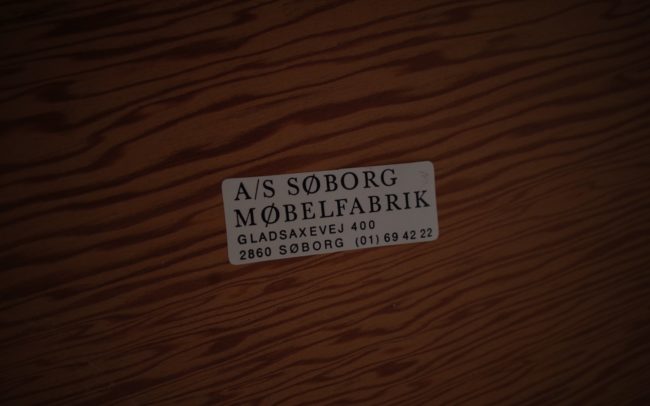 A/S SØBORG
MØBELFABRIK
GLADSAXEVEJ 400
2860 SØBORG (01) 69 42 22